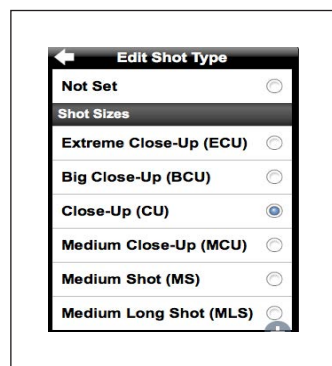 Edit Shot Type
Not Set
Shot Sizes
Extreme Close-Up (ECU)
Big Close-Up (BCU)
Close-Up (CU)
Medium Close-Up (MCU)
Medium Shot (MS)
Medium Long Shot (MLS)